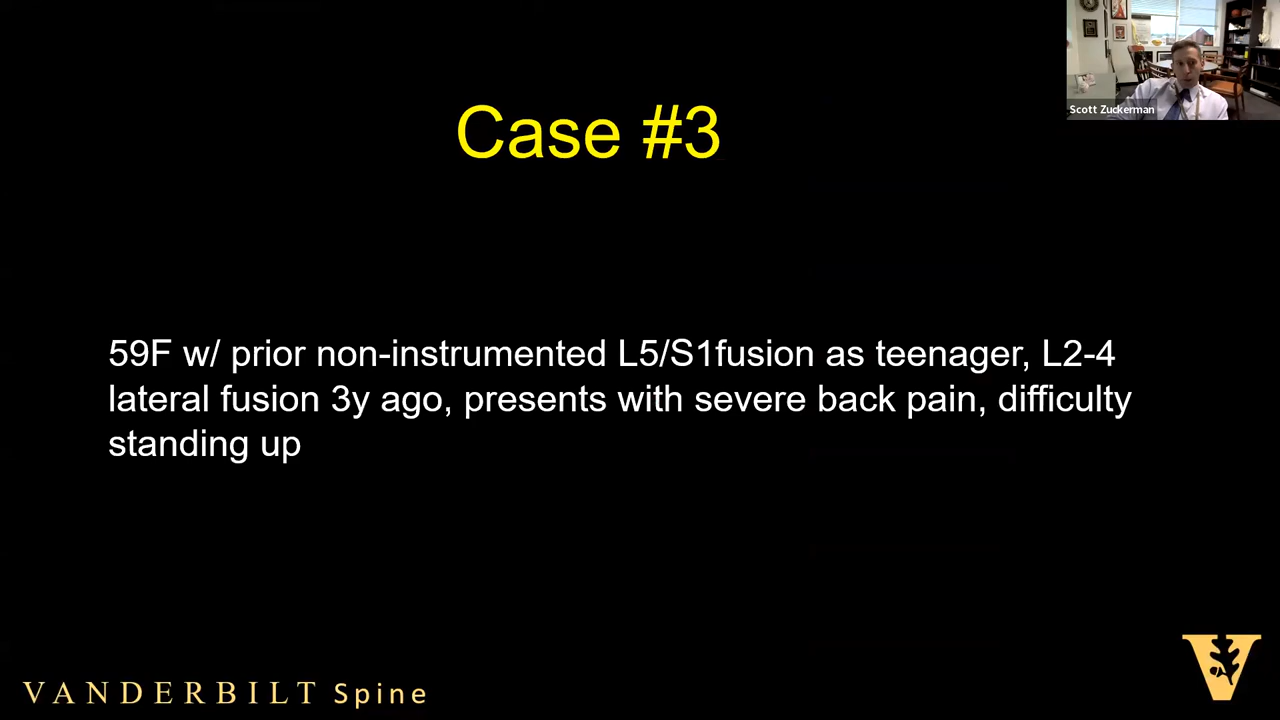 Scott Zuckerman
Case #3
59F w/ prior non-instrumented L5/S1fusion as teenager, L2-4
lateral fusion 3y ago, presents with severe back pain, difficulty
standing up
VANDERBILT Spine
V